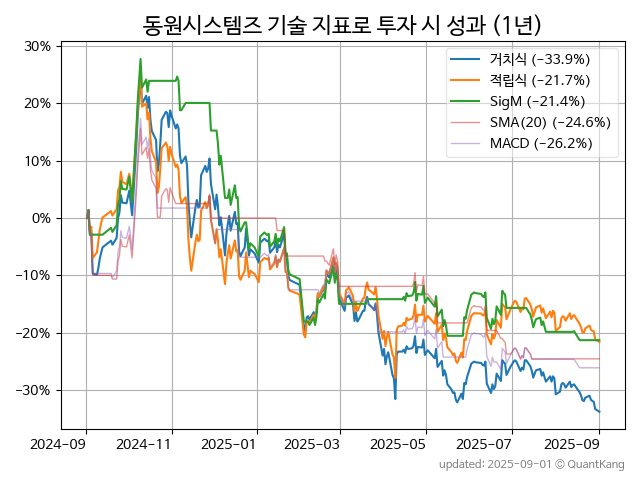 동원시스템즈 기술 지표로 투자 시 성과 (1년)
30%
20%
10%
0%
−10%
−20%
−30%
거치식 (−33.9%)
적립식 (−21.7%)
SigM (−21.4%)
SMA(20) (−24.6%)
MACD (−26.2%)
2024-09 2024-11 2025-01 2025-03 2025-05 2025-07 2025-09
updated: 2025-09-01 © QuantKang